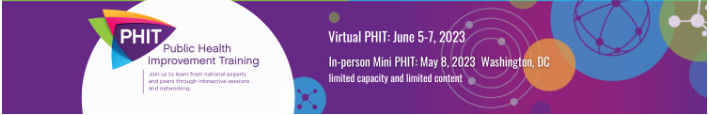 PHIT
Public Health
Improvement Training
Join us to learn from national experts
and peers through interactive sessions
and networking.
Virtual PHIT: June 5-7, 2023
In-person Mini PHIT: May 8, 2023 Washington, DC
limited capacity and limited content